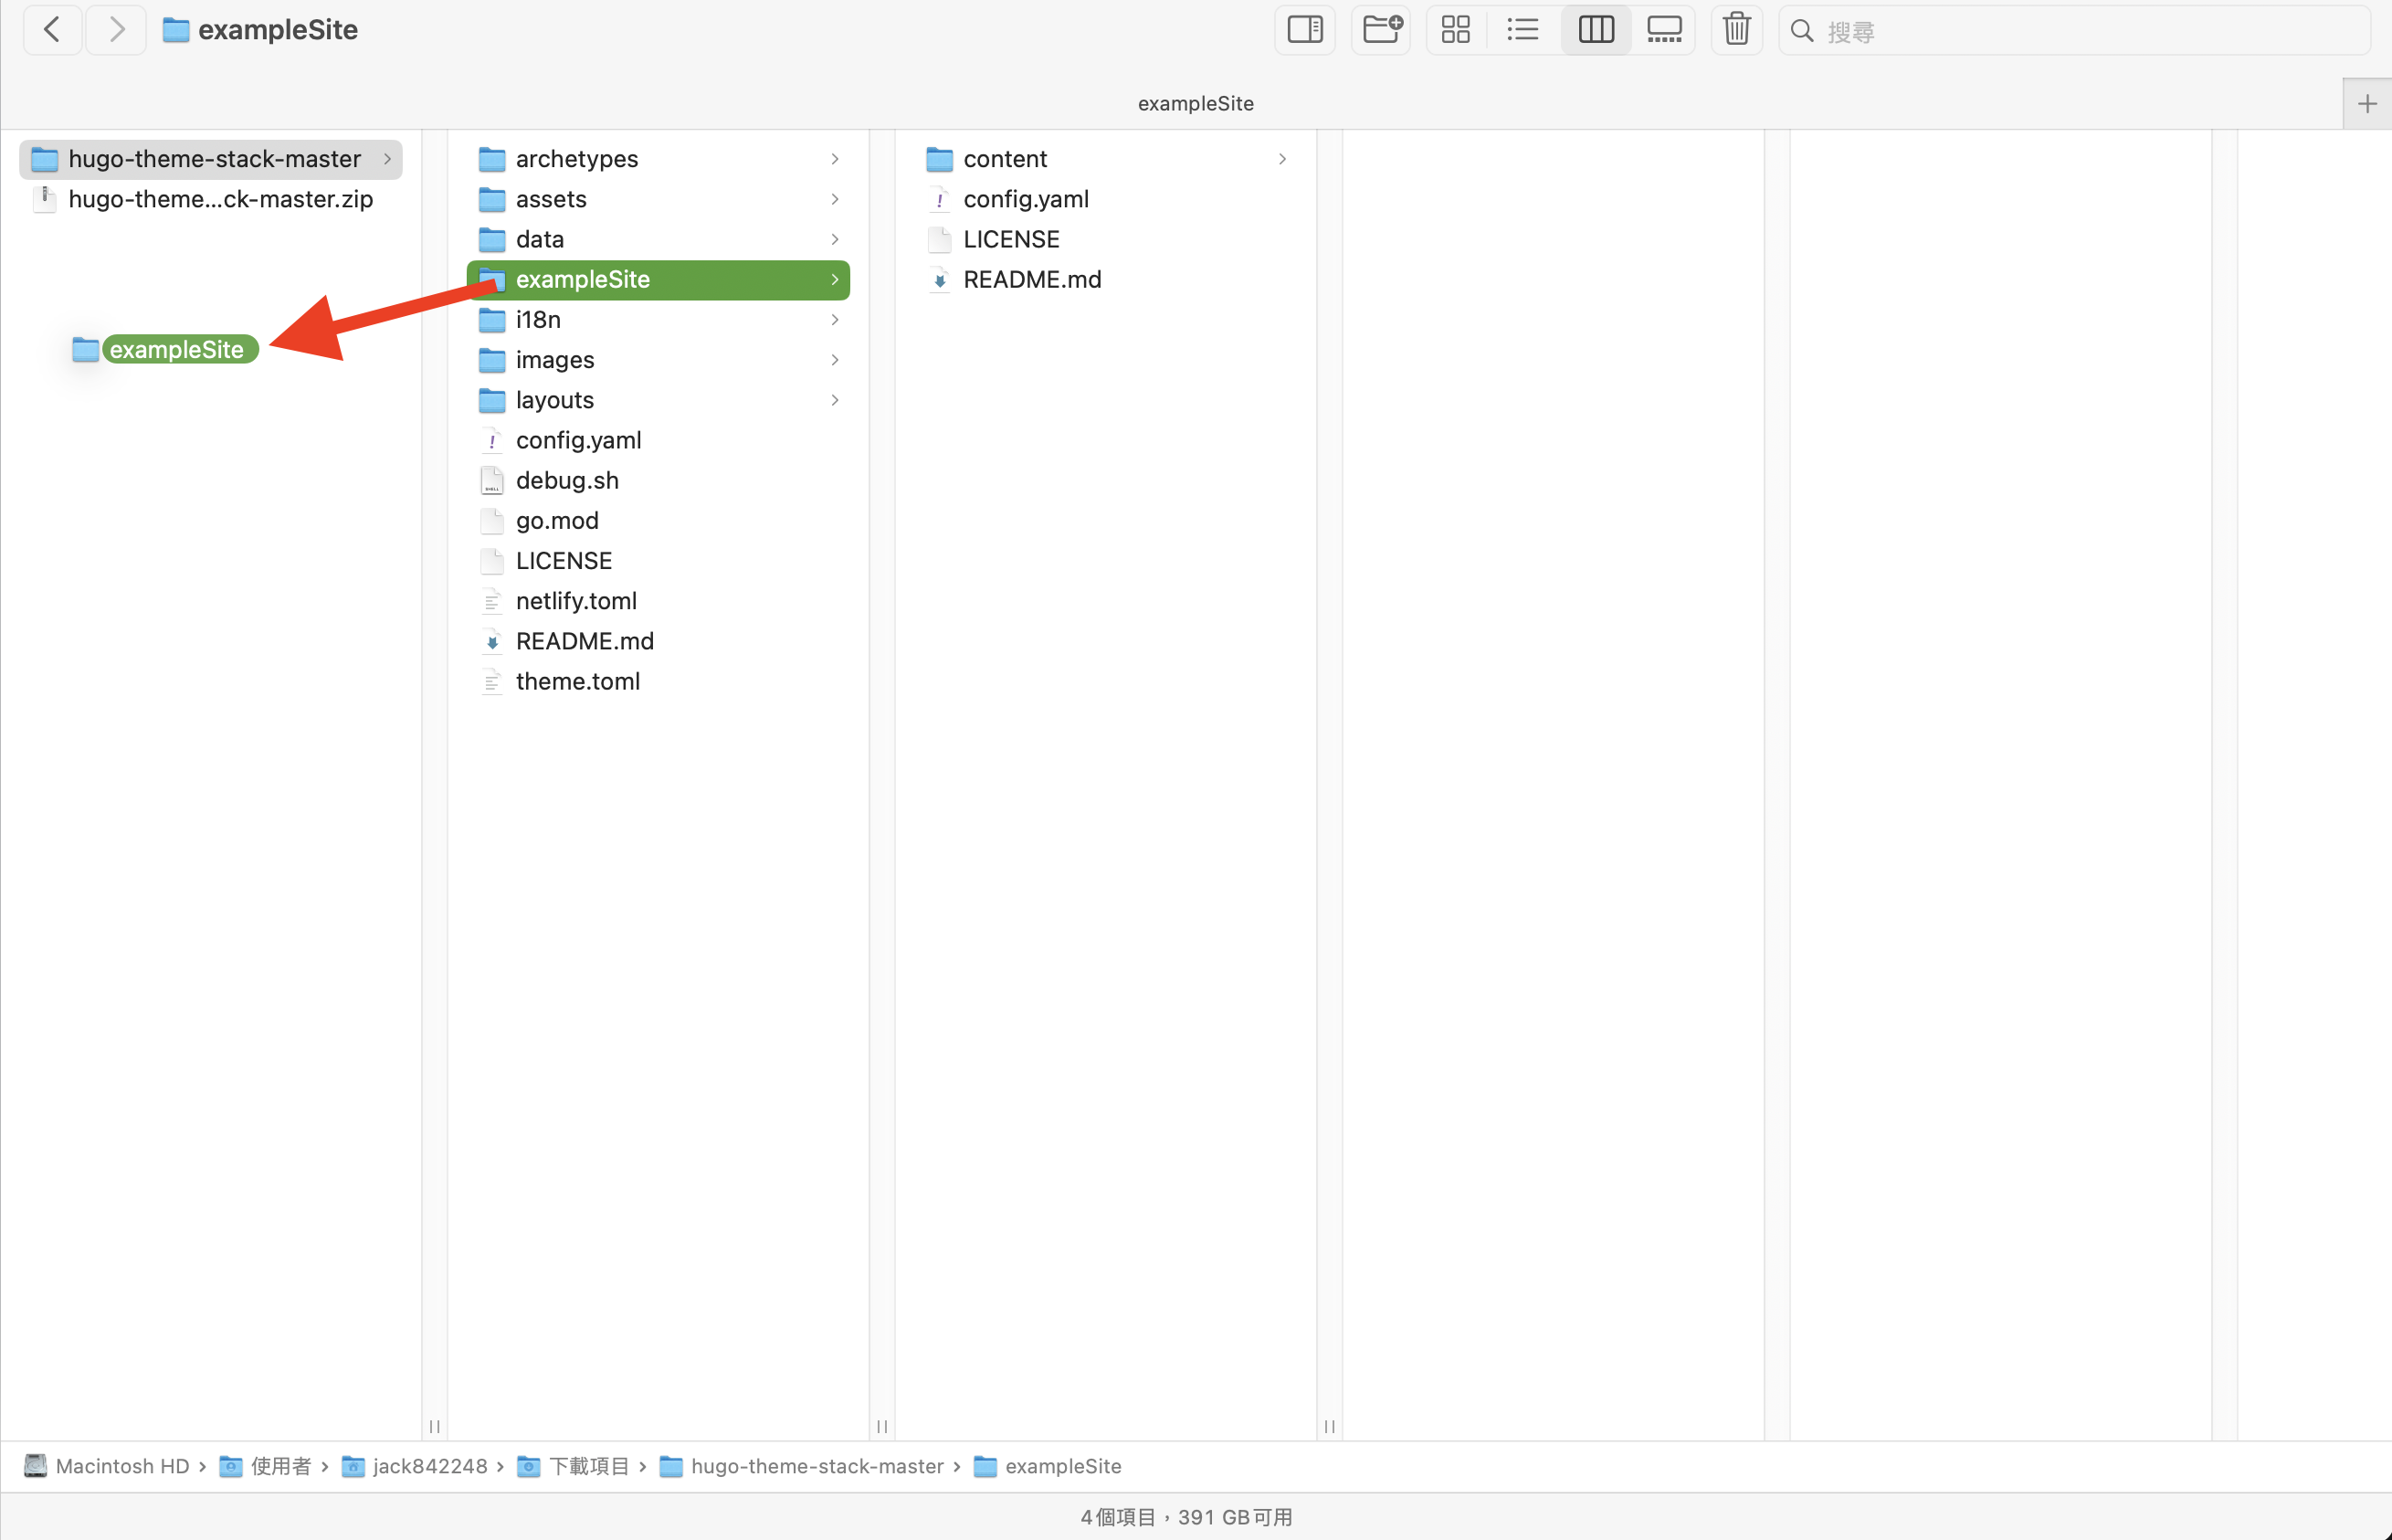 exampleSite
搜尋
exampleSite
hugo-theme-stack-master
hugo-theme...ck-master.zip
exampleSite
archetypes
assets
data
exampleSite
i18n
images
layouts
config.yaml
debug.sh
go.mod
LICENSE
netlify.toml
README.md
theme.toml
content
config.yaml
LICENSE
README.md
Macintosh HD › 使用者 › jack842248 › 下載項目 › hugo-theme-stack-master › exampleSite
4個項目，391 GB可用